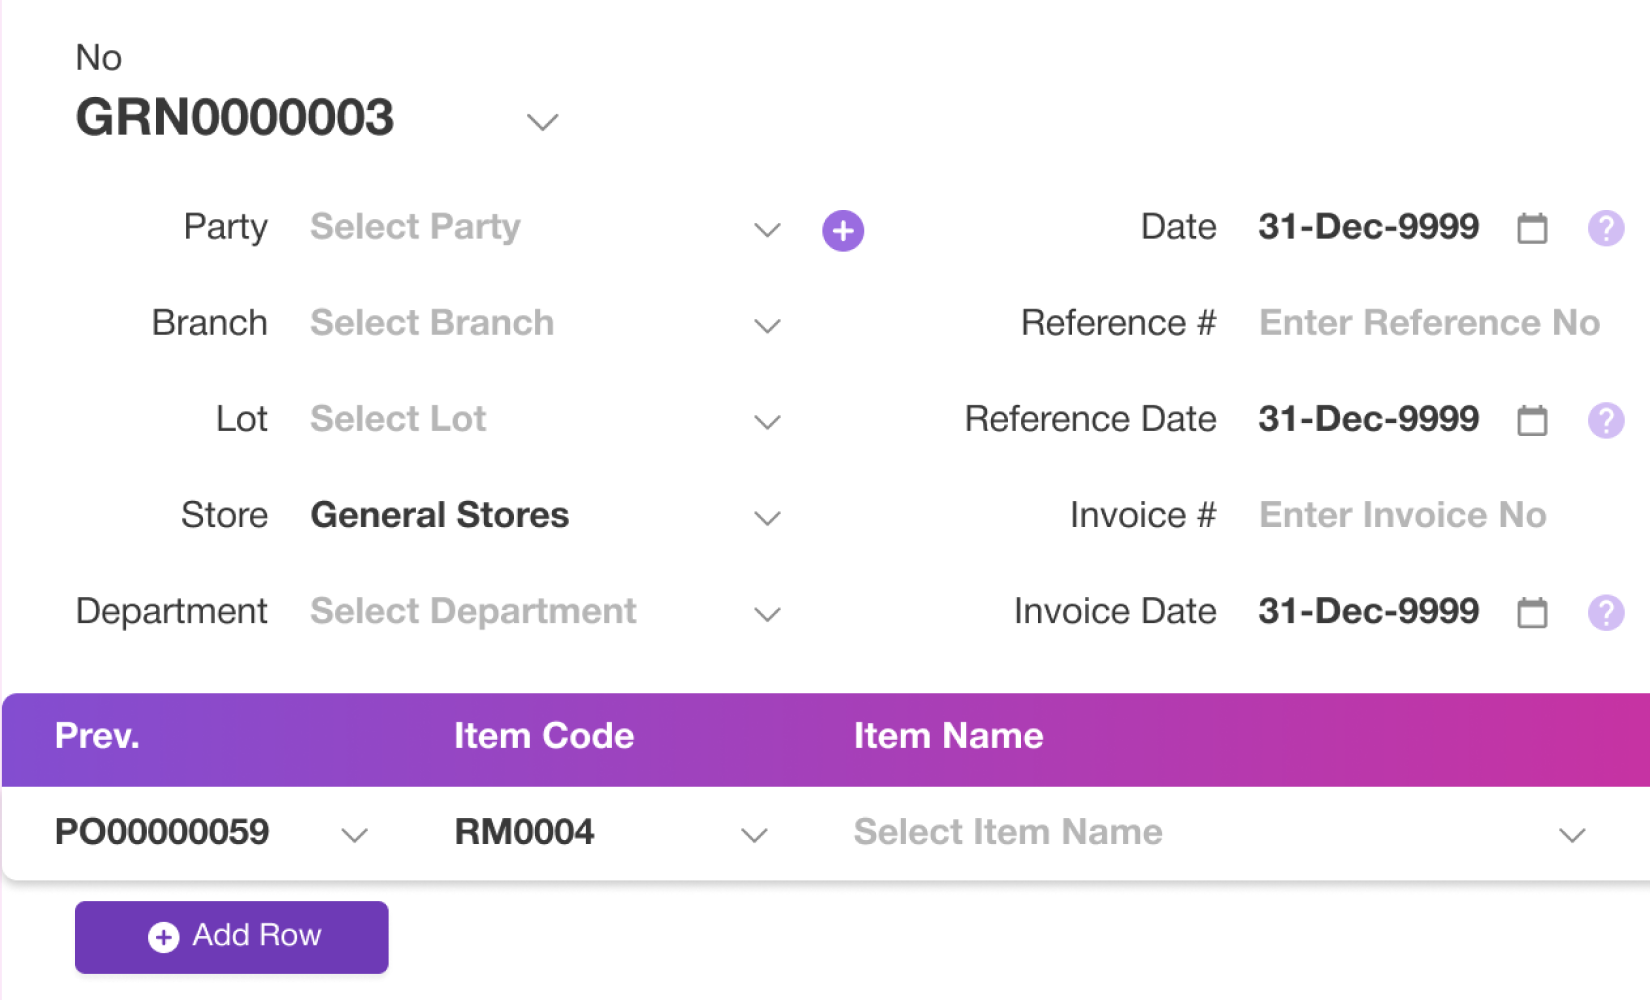 No
GRN0000003
Party Select Party
Date 31-Dec-9999
Branch Select Branch
Reference # Enter Reference No
Lot Select Lot
Reference Date 31-Dec-9999
Store General Stores
Invoice # Enter Invoice No
Department Select Department
Invoice Date 31-Dec-9999
Prev. Item Code Item Name
PO00000059 RM0004 Select Item Name
Add Row